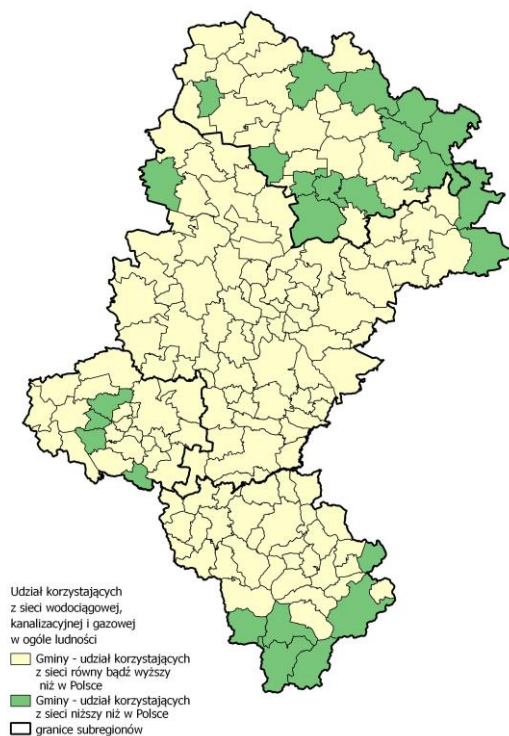 Udział korzystających
z sieci wodociągowej,
kanalizacyjnej i gazowej
w ogóle ludności
Gminy - udział korzystających
z sieci równy bądź wyższy
niż w Polsce
Gminy - udział korzystających
z sieci niższy niż w Polsce
granice subregionów